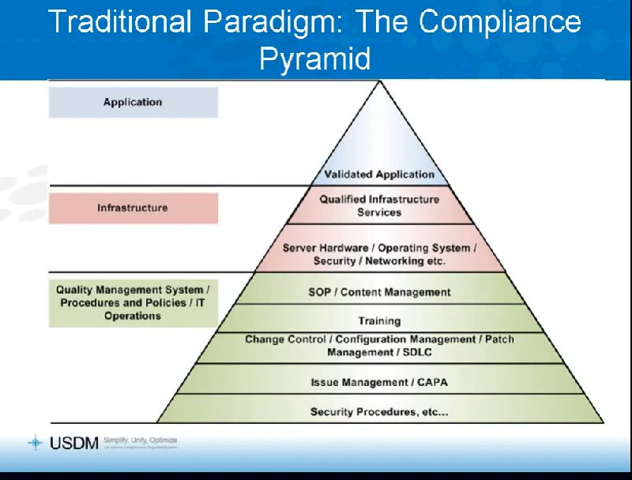 Traditional Paradigm: The Compliance
Pyramid
Application
Validated Application
Infrastructure
Qualified Infrastructure
Services
Server Hardware / Operating System /
Security / Networking etc.
Quality Management System /
Procedures and Policies / IT
Operations
SOP / Content Management
Training
Change Control / Configuration Management / Patch
Management / SDLC
Issue Management / CAPA
Security Procedures, etc...
USDM
Simplify, Unify, Optimize